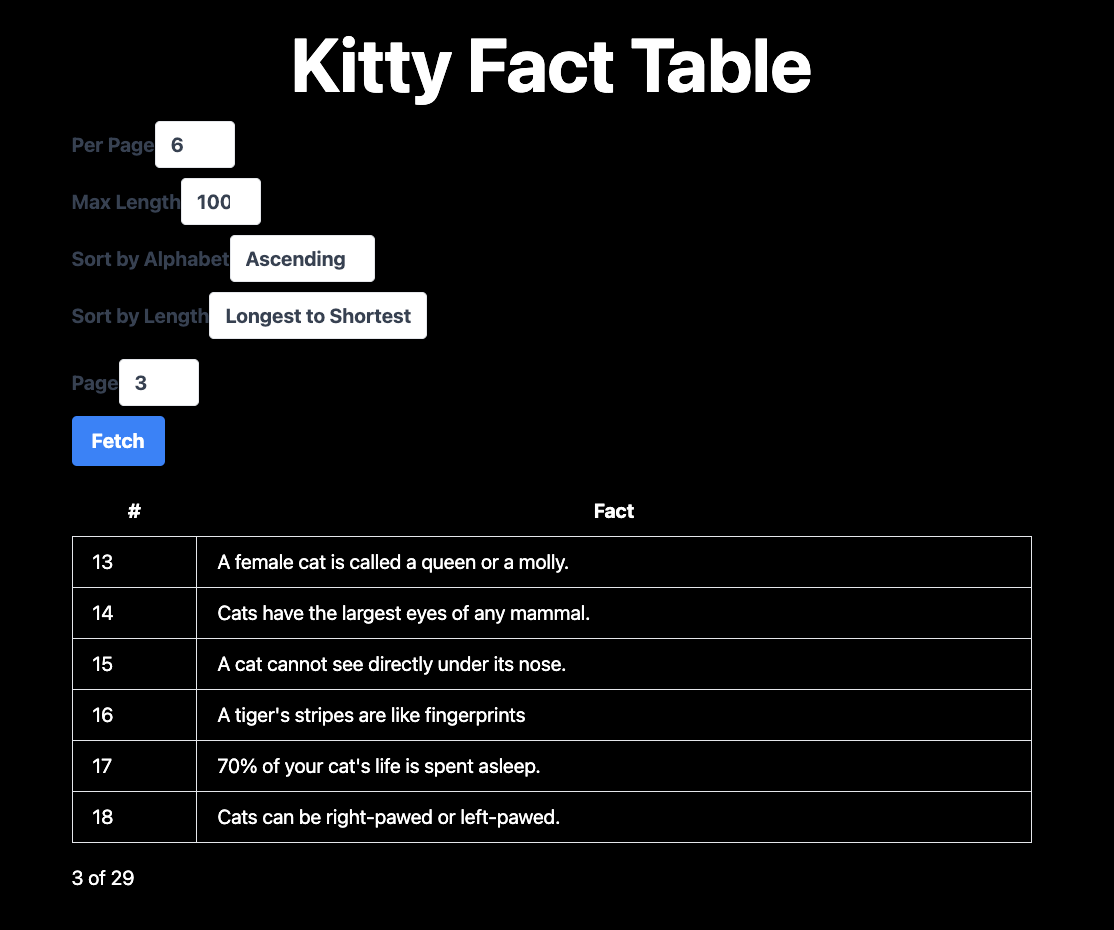 Kitty Fact Table
Per Page 6
Max Length 100
Sort by Alphabet Ascending
Sort by Length Longest to Shortest
Page 3
Fetch
# Fact
13 A female cat is called a queen or a molly.
14 Cats have the largest eyes of any mammal.
15 A cat cannot see directly under its nose.
16 A tiger's stripes are like fingerprints
17 70% of your cat's life is spent asleep.
18 Cats can be right-pawed or left-pawed.
3 of 29